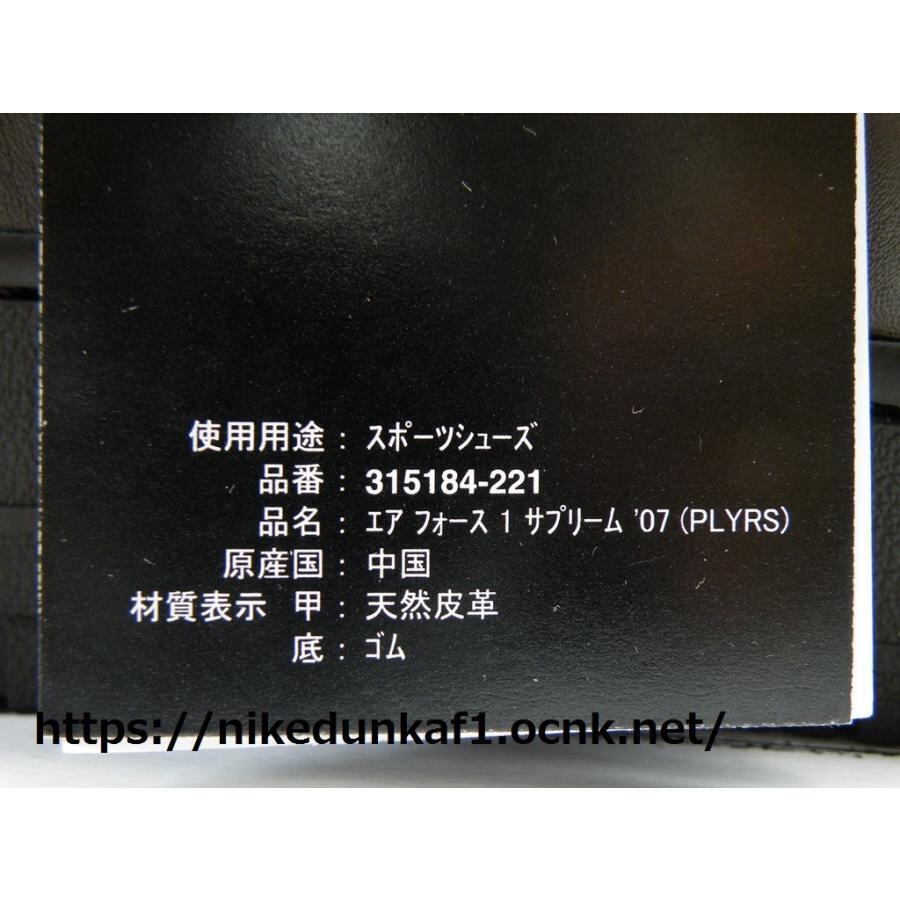 使用用途：スポーツシューズ
品番：315184-221
品名：エア フォース 1 サプリーム '07 (PLYRS)
原産国：中国
材質表示 甲：天然皮革
底：ゴム
https://nikedunkaf1.ocnk.net/